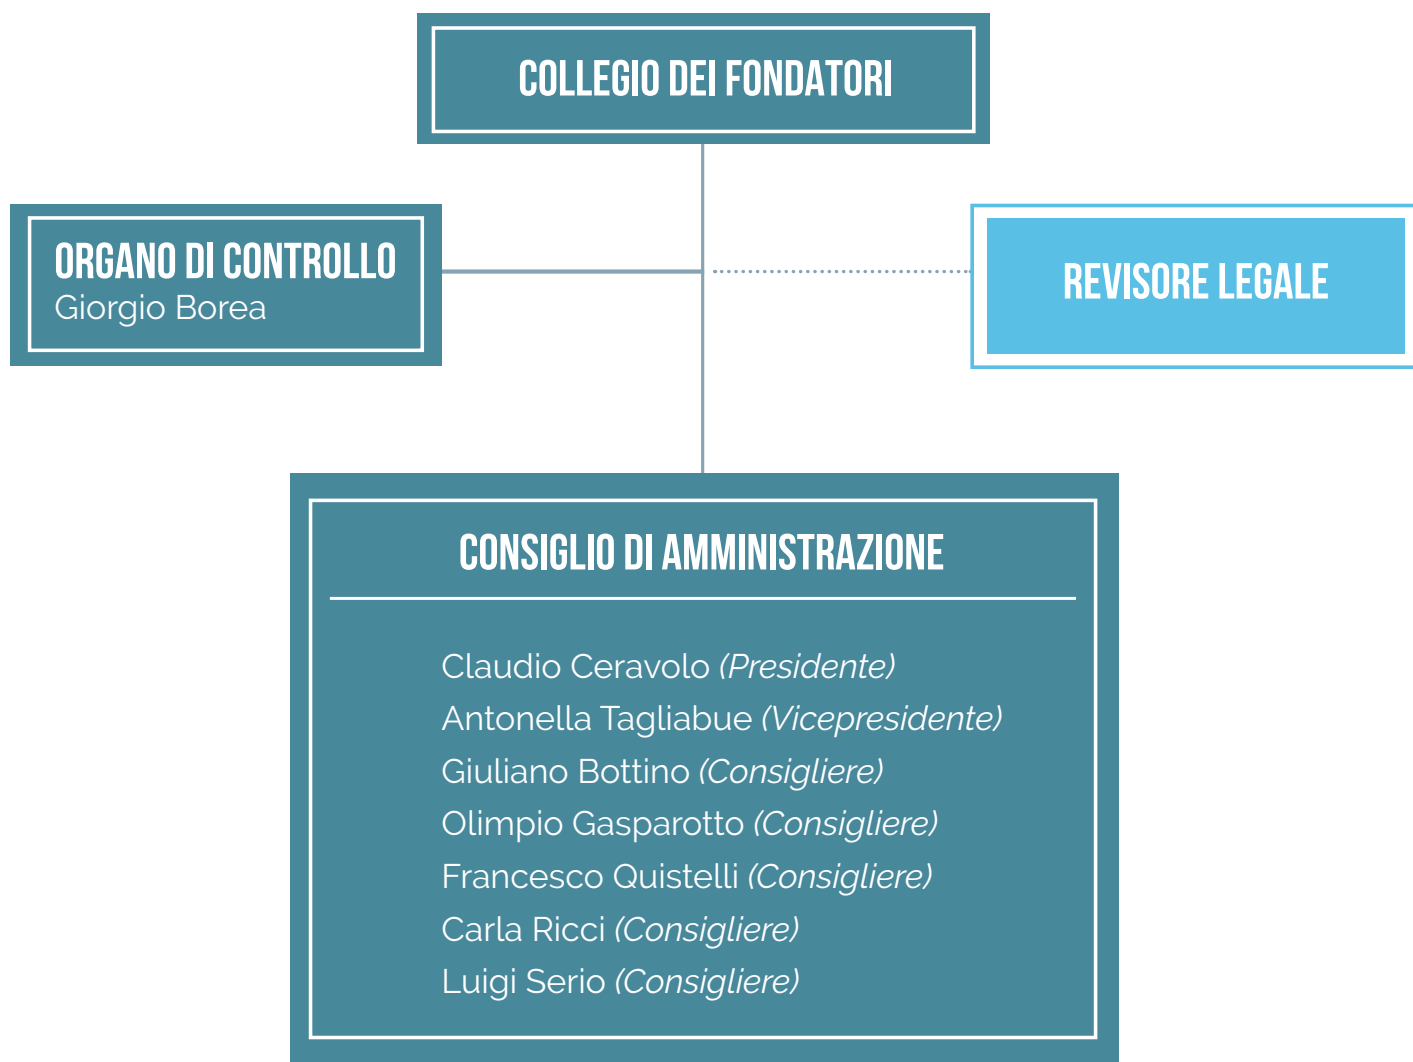 COLLEGIO DEI FONDATORI
ORGANO DI CONTROLLO
Giorgio Borea
REVISORE LEGALE
CONSIGLIO DI AMMINISTRAZIONE
Claudio Ceravolo (Presidente)
Antonella Tagliabue (Vicepresidente)
Giuliano Bottino (Consigliere)
Olimpio Gasparotto (Consigliere)
Francesco Quistelli (Consigliere)
Carla Ricci (Consigliere)
Luigi Serio (Consigliere)